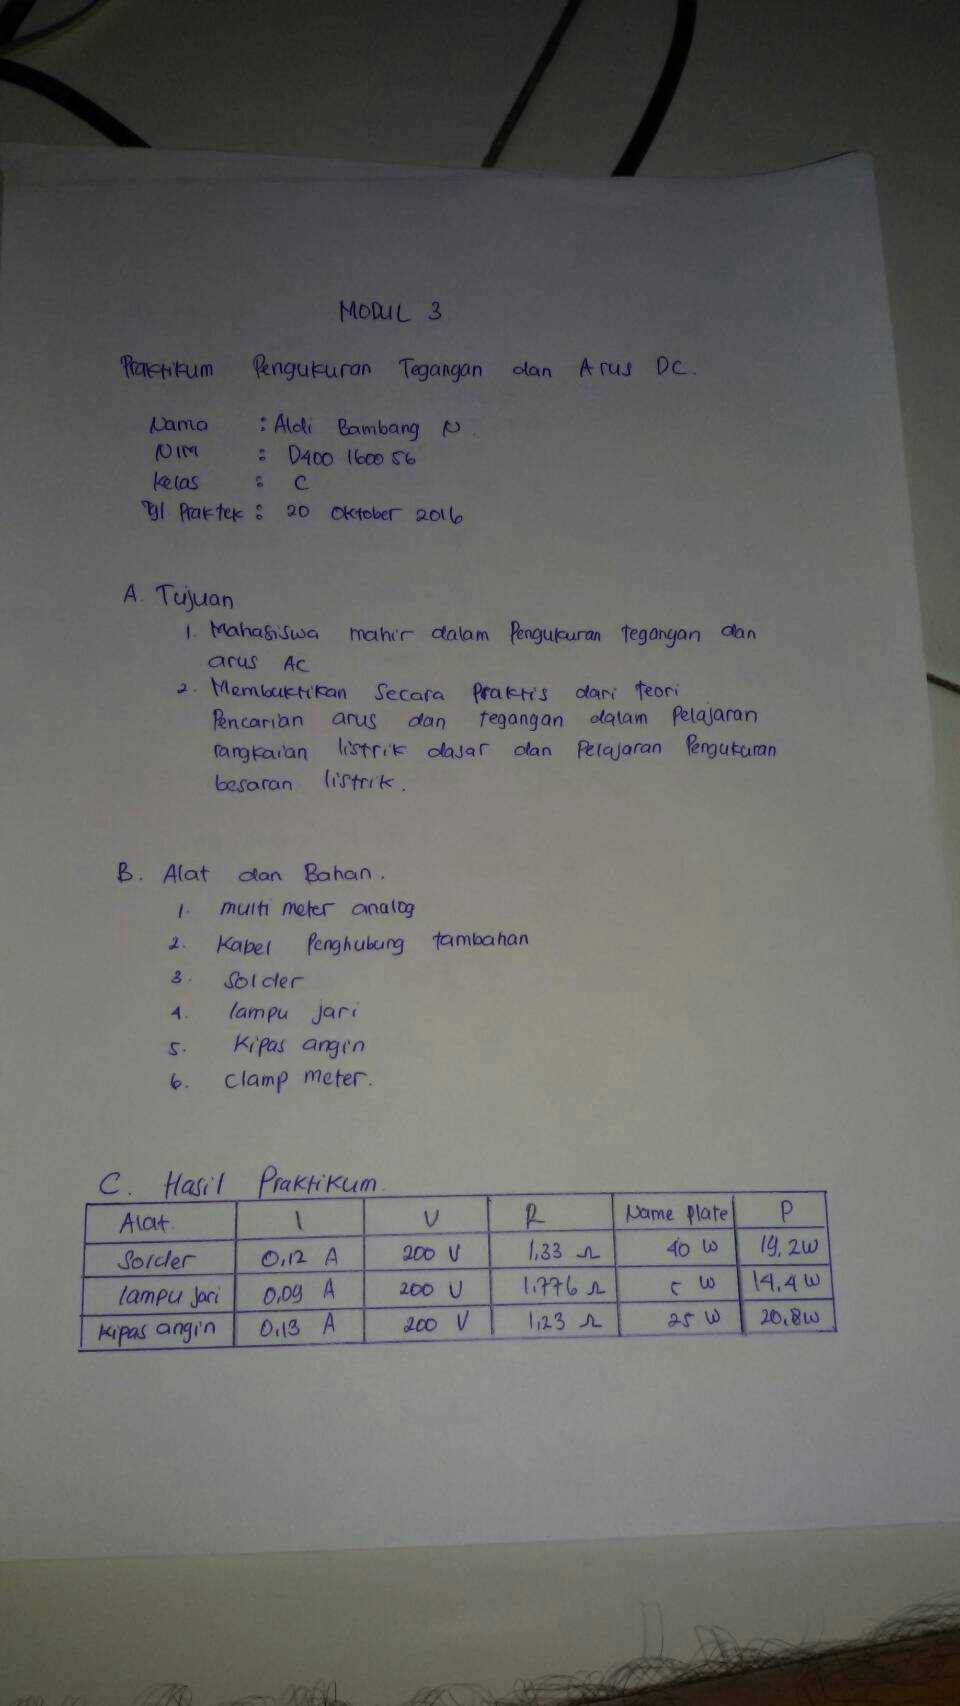 MODUL 3
Praktikum Pengukuran Tegangan dan Arus DC.
Nama : Aldi Bambang N
NIM : D400 1600 56
Kelas : C
Tgl Praktek : 20 Oktober 2016
A. Tujuan
1. Mahasiswa mahir dalam Pengukuran tegangan dan
arus AC
2. Membuktikan Secara Praktis dari teori
Pencarian arus dan tegangan dalam Pelajaran
rangkaian listrik dasar dan Pelajaran Pengukuran
besaran listrik.
B. Alat dan Bahan.
1. multi meter analog
2. Kabel Penghubung tambahan
3. Solder
4. lampu jari
5. Kipas angin
6. Clamp meter.
C. Hasil Praktikum.
Alat. I V R Name Plate P
Solder 0,12 A 200 V 1,33 Ω 40 W 19,2W
lampu jari 0,09 A 200 V 1,776 Ω 5 W 14,4 W
Kipas angin 0,13 A 200 V 1,23 Ω 25 W 20,8W